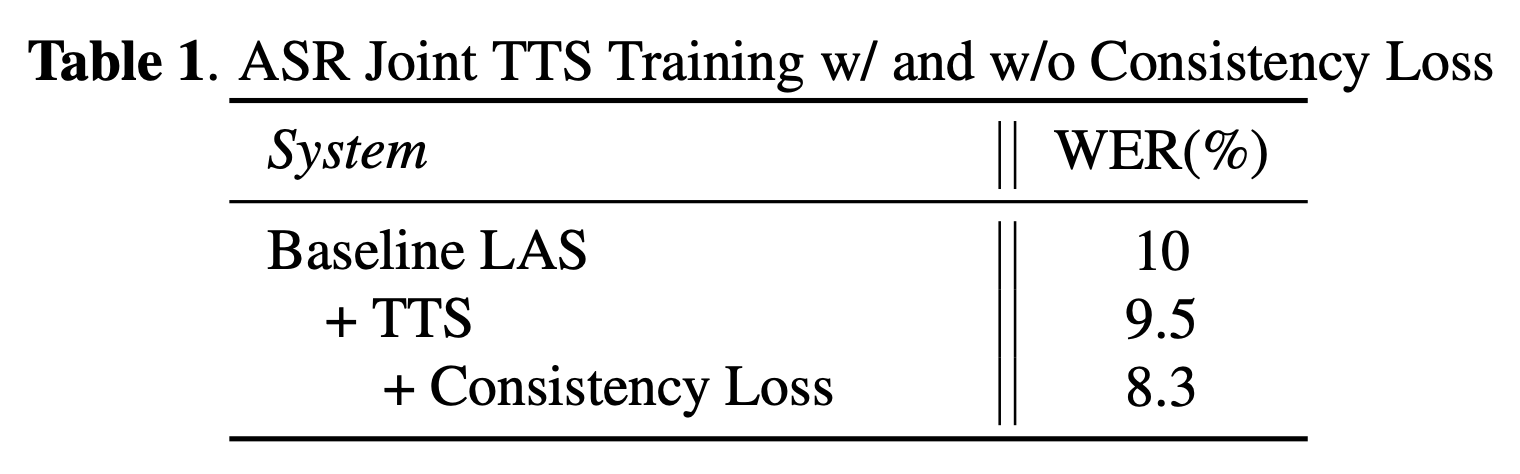 Table 1. ASR Joint TTS Training w/ and w/o Consistency Loss
System WER(%)
Baseline LAS 10
+ TTS 9.5
+ Consistency Loss 8.3